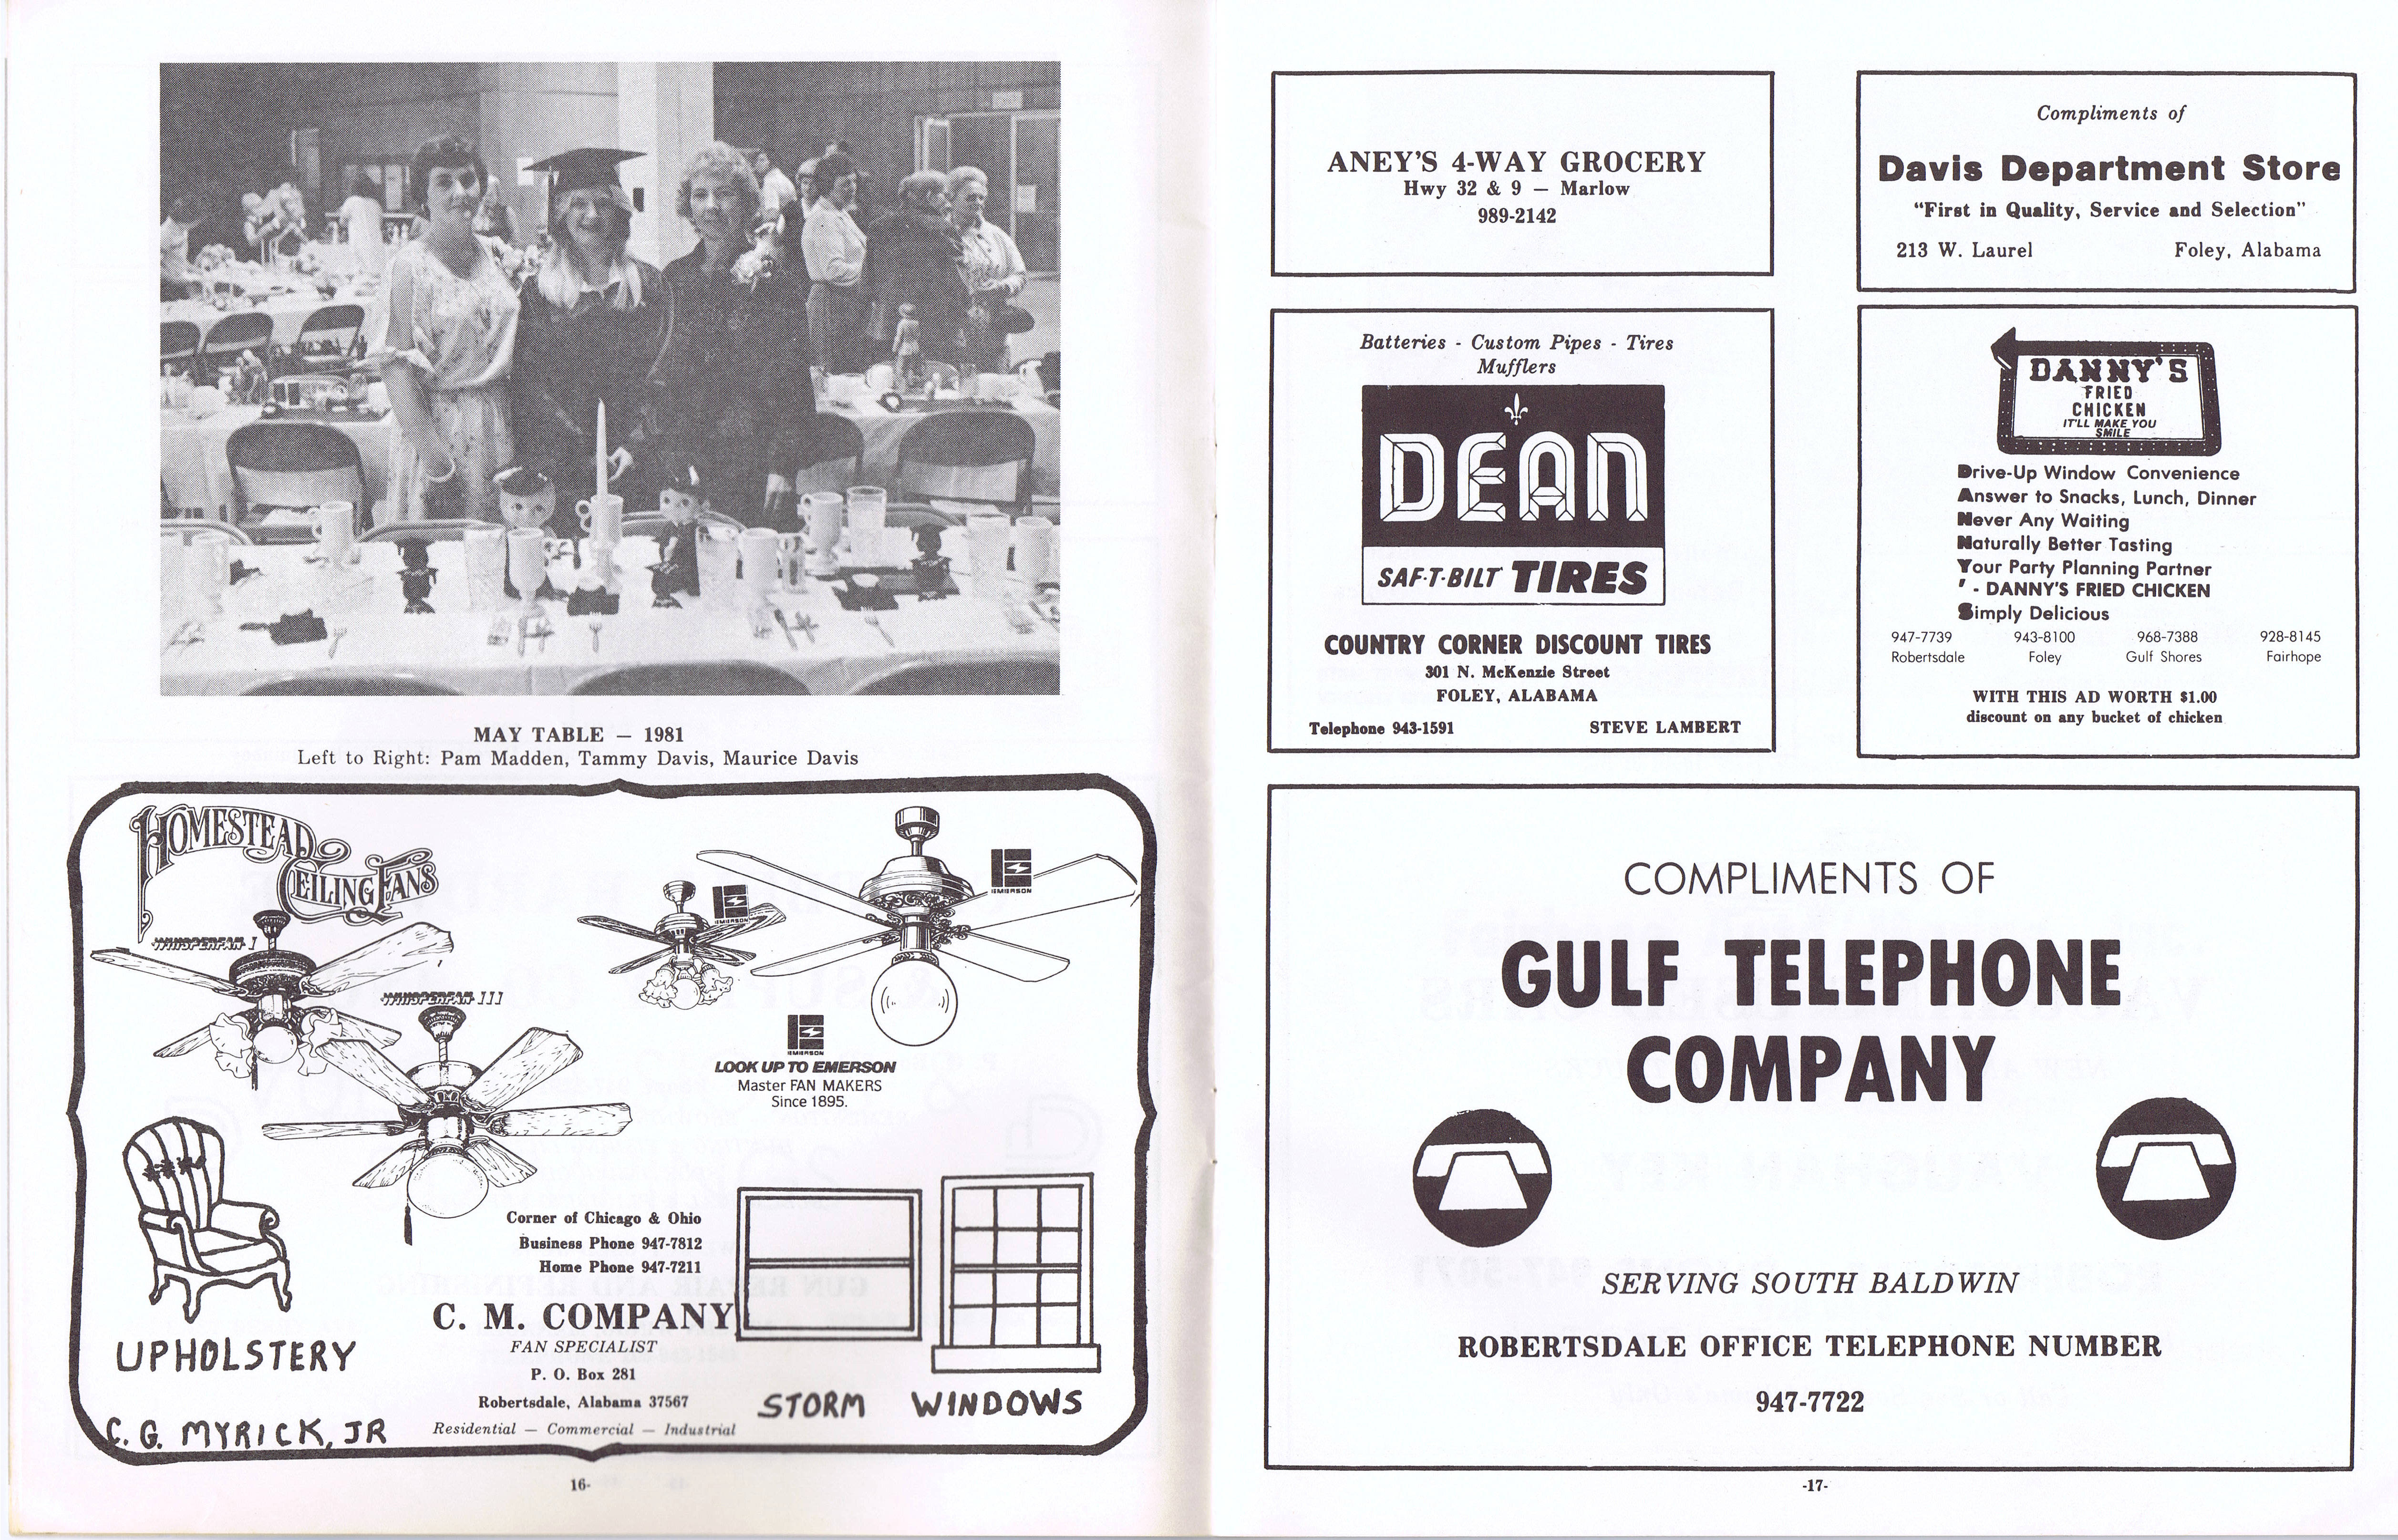 MAY TABLE — 1981
Left to Right: Pam Madden, Tammy Davis, Maurice Davis
HOMESTEAD
CEILING FANS
WHISPERFAN I
WHISPERFAN III
EMERSON
EMERSON
EMERSON
LOOK UP TO EMERSON
Master FAN MAKERS
Since 1895.
Corner of Chicago & Ohio
Business Phone 947-7812
Home Phone 947-7211
C. M. COMPANY
FAN SPECIALIST
P. O. Box 281
Robertsdale, Alabama 37567
Residential — Commercial — Industrial
UPHOLSTERY
C. G. MYRICK, JR
STORM WINDOWS
16-
ANEY'S 4-WAY GROCERY
Hwy 32 & 9 — Marlow
989-2142
Compliments of
Davis Department Store
"First in Quality, Service and Selection"
213 W. Laurel Foley, Alabama
Batteries - Custom Pipes - Tires
Mufflers
DEAN
SAF-T-BILT TIRES
COUNTRY CORNER DISCOUNT TIRES
301 N. McKenzie Street
FOLEY, ALABAMA
Telephone 943-1591 STEVE LAMBERT
DANNY'S
FRIED
CHICKEN
IT'LL MAKE YOU
SMILE
Drive-Up Window Convenience
Answer to Snacks, Lunch, Dinner
Never Any Waiting
Naturally Better Tasting
Your Party Planning Partner
' - DANNY'S FRIED CHICKEN
Simply Delicious
947-7739 943-8100 968-7388 928-8145
Robertsdale Foley Gulf Shores Fairhope
WITH THIS AD WORTH $1.00
discount on any bucket of chicken
COMPLIMENTS OF
GULF TELEPHONE
COMPANY
SERVING SOUTH BALDWIN
ROBERTSDALE OFFICE TELEPHONE NUMBER
947-7722
-17-